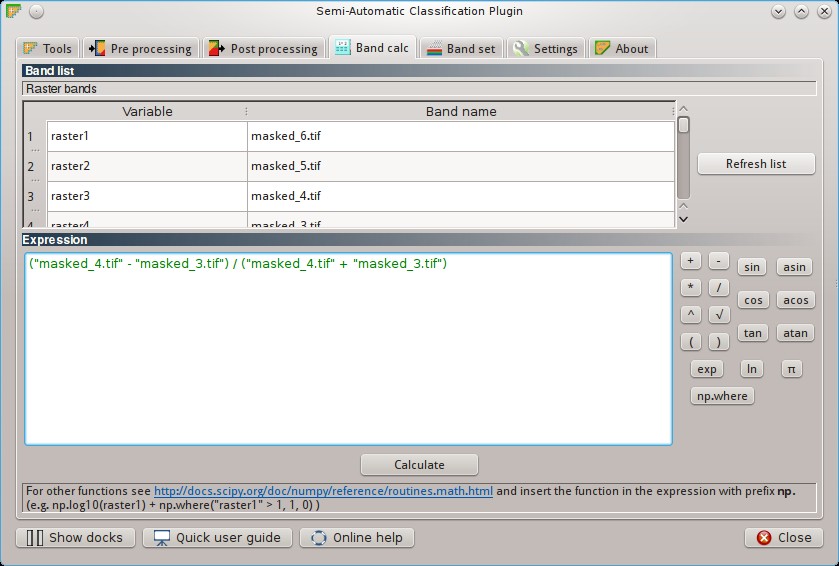 Semi-Automatic Classification Plugin
Tools Pre processing Post processing Band calc Band set Settings About
Band list
Raster bands
Variable Band name
1 raster1 masked_6.tif
2 raster2 masked_5.tif
3 raster3 masked_4.tif
4 raster4 masked_3.tif
Refresh list
Expression
("masked_4.tif" - "masked_3.tif") / ("masked_4.tif" + "masked_3.tif")
+ - sin asin
* / cos acos
^ √ tan atan
( )
exp ln π
np.where
Calculate
For other functions see http://docs.scipy.org/doc/numpy/reference/routines.math.html and insert the function in the expression with prefix np.
(e.g. np.log10(raster1) + np.where("raster1" > 1, 1, 0) )
Show docks Quick user guide Online help Close